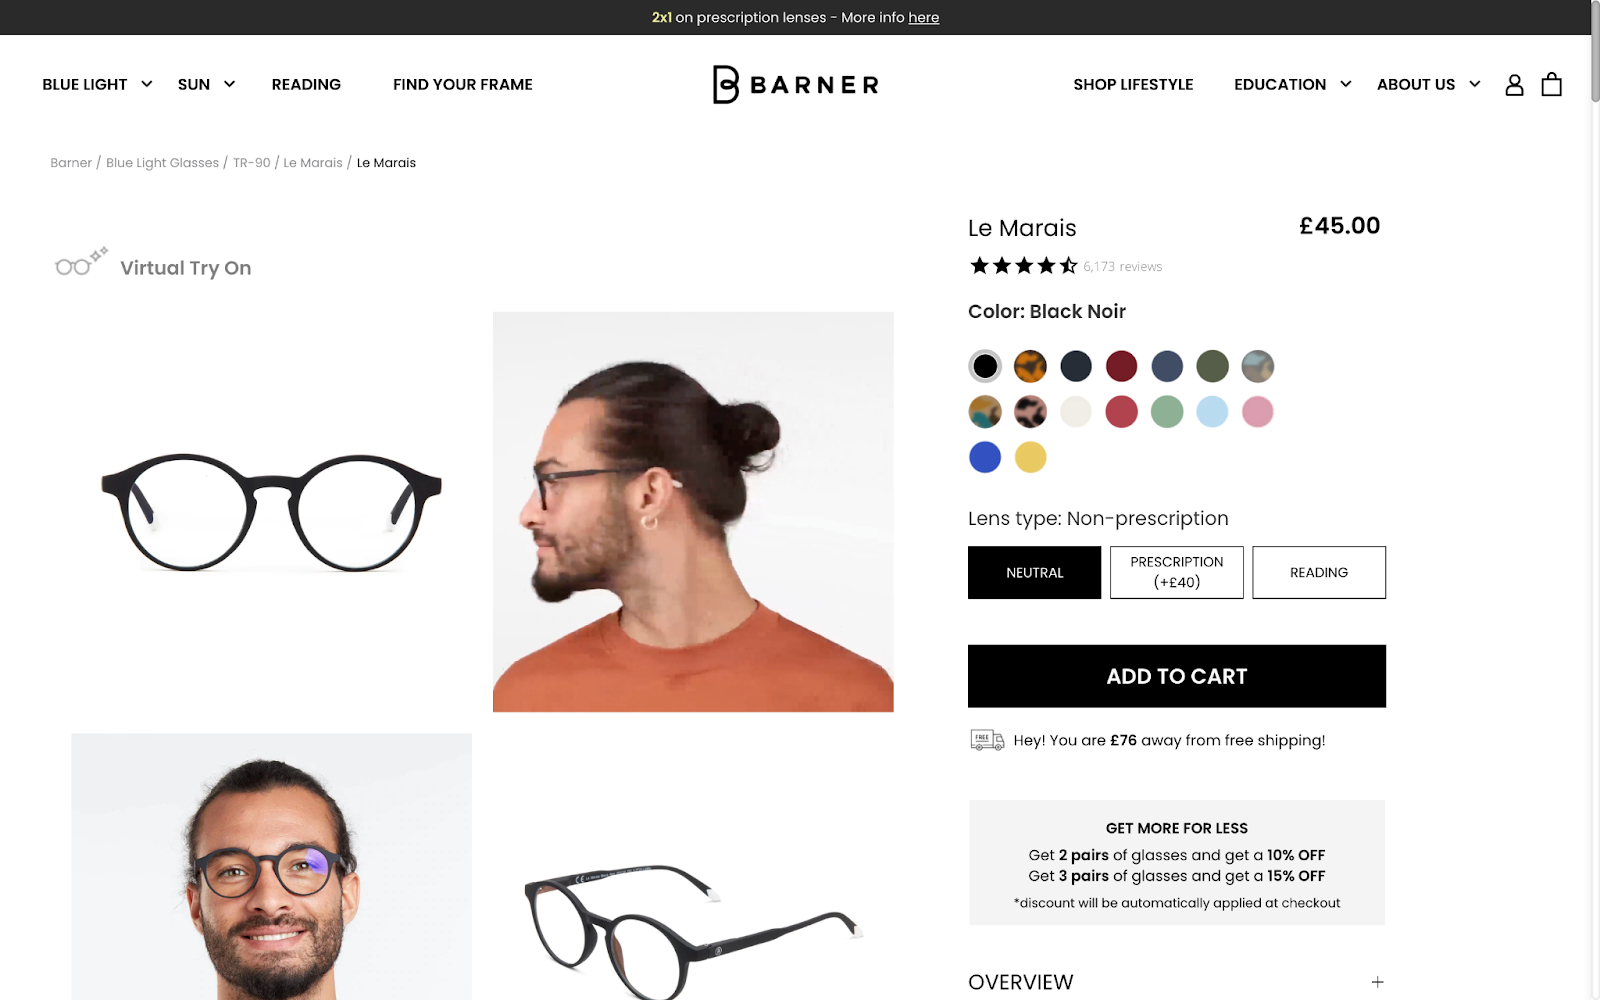 2x1 on prescription lenses - More info here
BLUE LIGHT SUN READING FIND YOUR FRAME BARNER SHOP LIFESTYLE EDUCATION ABOUT US
Barner / Blue Light Glasses / TR-90 / Le Marais / Le Marais
Virtual Try On
Le Marais £45.00
6,173 reviews
Color: Black Noir
Lens type: Non-prescription
NEUTRAL
PRESCRIPTION
(+£40)
READING
ADD TO CART
FREE
Hey! You are £76 away from free shipping!
GET MORE FOR LESS
Get 2 pairs of glasses and get a 10% OFF
Get 3 pairs of glasses and get a 15% OFF
*discount will be automatically applied at checkout
OVERVIEW +